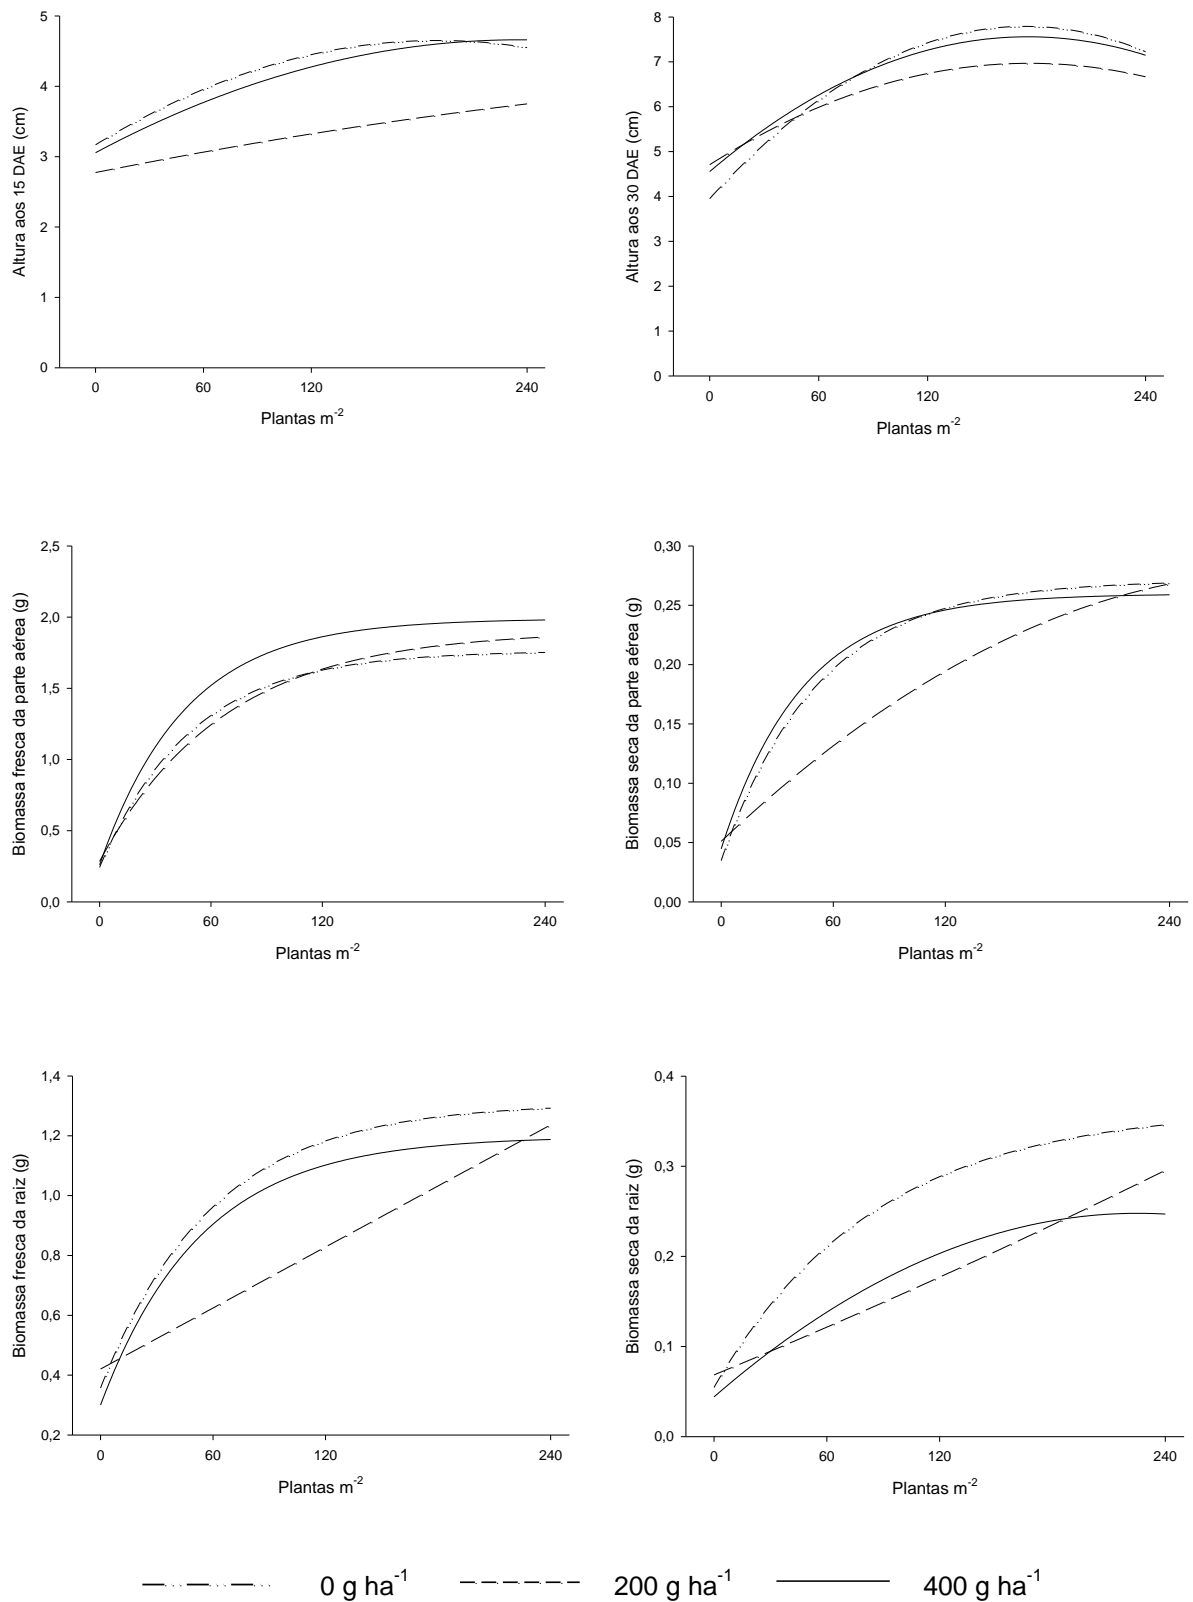 Altura aos 15 DAE (cm)
5
4
3
2
1
0
0 60 120 240
Plantas m-2
Altura aos 30 DAE (cm)
8
7
6
5
4
3
2
1
0
0 60 120 240
Plantas m-2
Biomassa fresca da parte aérea (g)
2,5
2,0
1,5
1,0
0,5
0,0
0 60 120 240
Plantas m-2
Biomassa seca da parte aérea (g)
0,30
0,25
0,20
0,15
0,10
0,05
0,00
0 60 120 240
Plantas m-2
Biomassa fresca da raiz (g)
1,4
1,2
1,0
0,8
0,6
0,4
0,2
0 60 120 240
Plantas m-2
Biomassa seca da raiz (g)
0,4
0,3
0,2
0,1
0,0
0 60 120 240
Plantas m-2
0 g ha-1 200 g ha-1 400 g ha-1